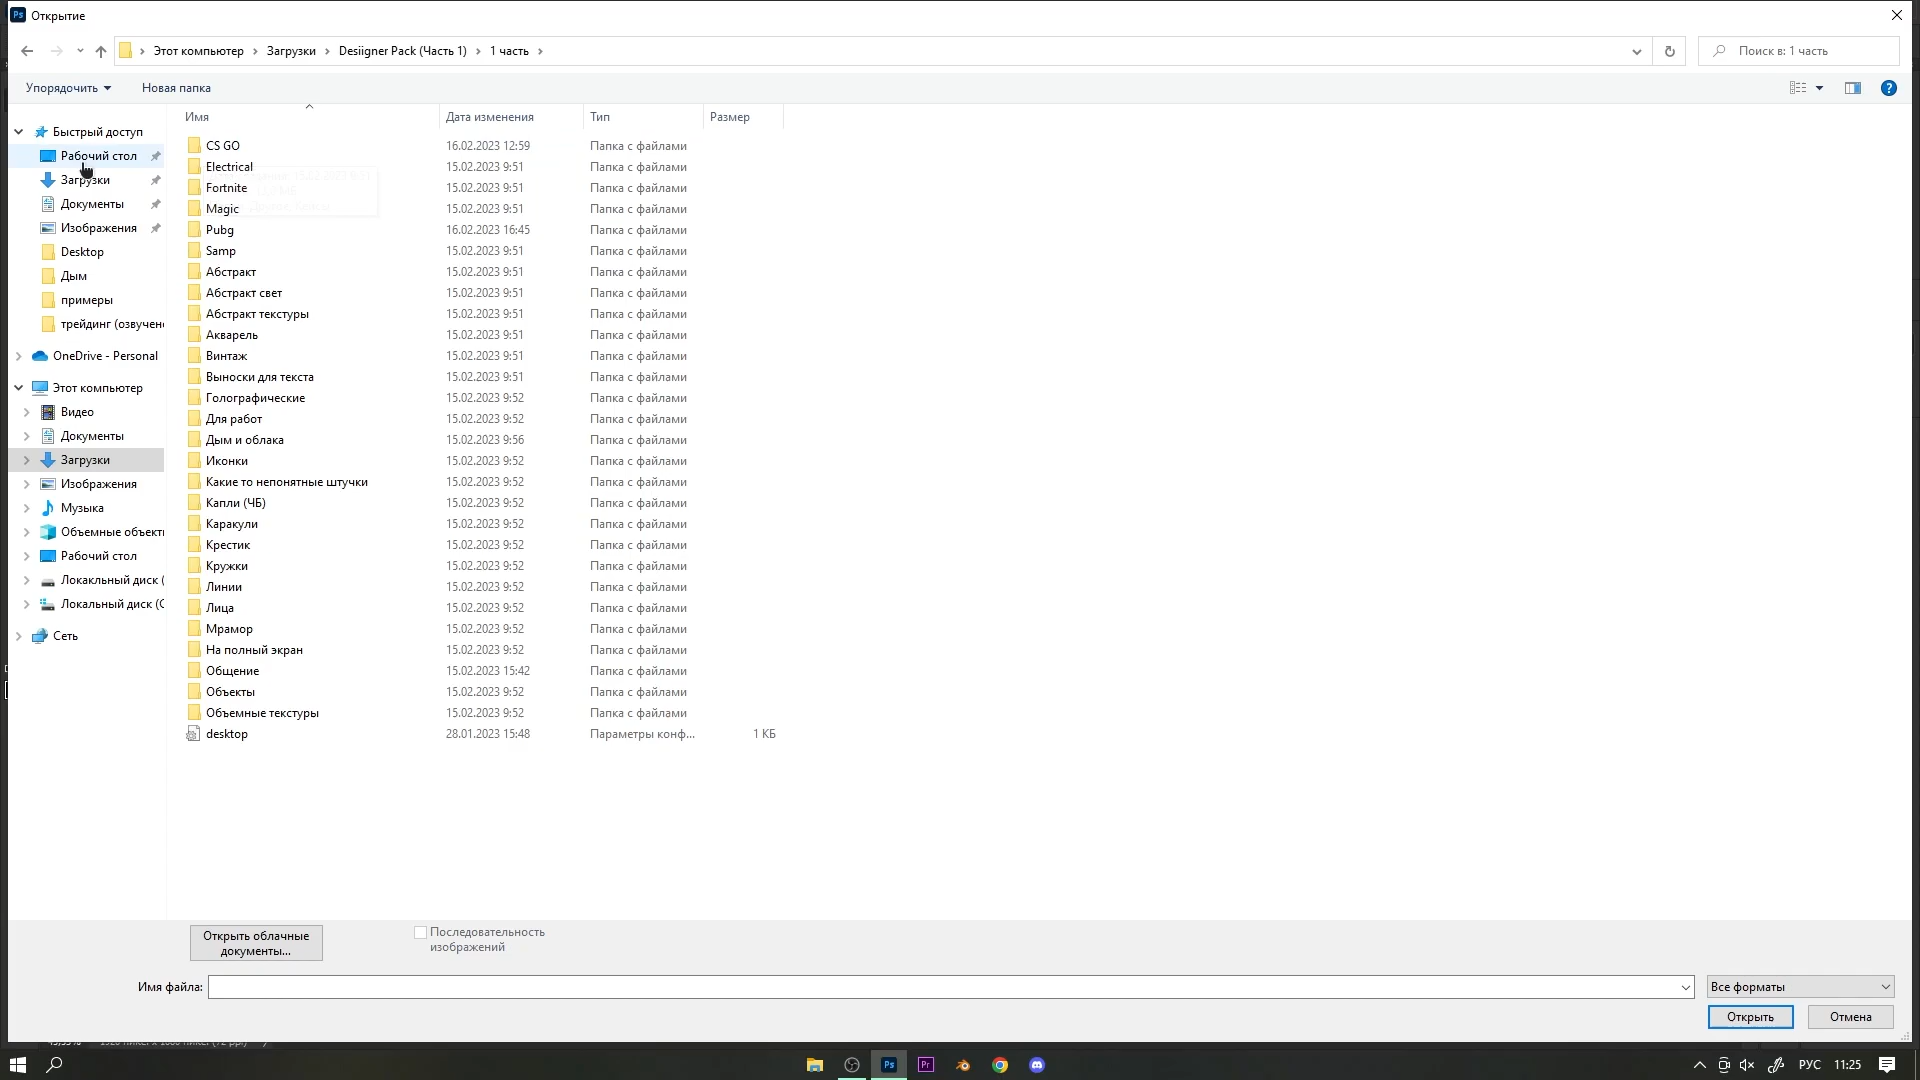 Ps Открытие
Этот компьютер › Загрузки › Desiigner Pack (Часть 1) › 1 часть ›
Поиск в: 1 часть
Упорядочить
Новая папка
Имя
Дата изменения
Тип
Размер
Быстрый доступ
Рабочий стол
Загрузки
Документы
Изображения
Desktop
Дым
примеры
трейдинг (озвучен
OneDrive - Personal
Этот компьютер
Видео
Документы
Загрузки
Изображения
Музыка
Объемные объект
Рабочий стол
Локакльный диск (
Локальный диск (С
Сеть
CS GO 16.02.2023 12:59 Папка с файлами
Electrical 15.02.2023 9:51 Папка с файлами
Fortnite 15.02.2023 9:51 Папка с файлами
Magic 15.02.2023 9:51 Папка с файлами
Pubg 16.02.2023 16:45 Папка с файлами
Samp 15.02.2023 9:51 Папка с файлами
Абстракт 15.02.2023 9:51 Папка с файлами
Абстракт свет 15.02.2023 9:51 Папка с файлами
Абстракт текстуры 15.02.2023 9:51 Папка с файлами
Акварель 15.02.2023 9:51 Папка с файлами
Винтаж 15.02.2023 9:51 Папка с файлами
Выноски для текста 15.02.2023 9:51 Папка с файлами
Голографические 15.02.2023 9:52 Папка с файлами
Для работ 15.02.2023 9:52 Папка с файлами
Дым и облака 15.02.2023 9:56 Папка с файлами
Иконки 15.02.2023 9:52 Папка с файлами
Какие то непонятные штучки 15.02.2023 9:52 Папка с файлами
Капли (ЧБ) 15.02.2023 9:52 Папка с файлами
Каракули 15.02.2023 9:52 Папка с файлами
Крестик 15.02.2023 9:52 Папка с файлами
Кружки 15.02.2023 9:52 Папка с файлами
Линии 15.02.2023 9:52 Папка с файлами
Лица 15.02.2023 9:52 Папка с файлами
Мрамор 15.02.2023 9:52 Папка с файлами
На полный экран 15.02.2023 9:52 Папка с файлами
Общение 15.02.2023 15:42 Папка с файлами
Объекты 15.02.2023 9:52 Папка с файлами
Объемные текстуры 15.02.2023 9:52 Папка с файлами
desktop 28.01.2023 15:48 Параметры конф... 1 КБ
Открыть облачные
документы...
Последовательность
изображений
Имя файла:
Все форматы
Открыть
Отмена
Ps
Pr
РУС
11:25